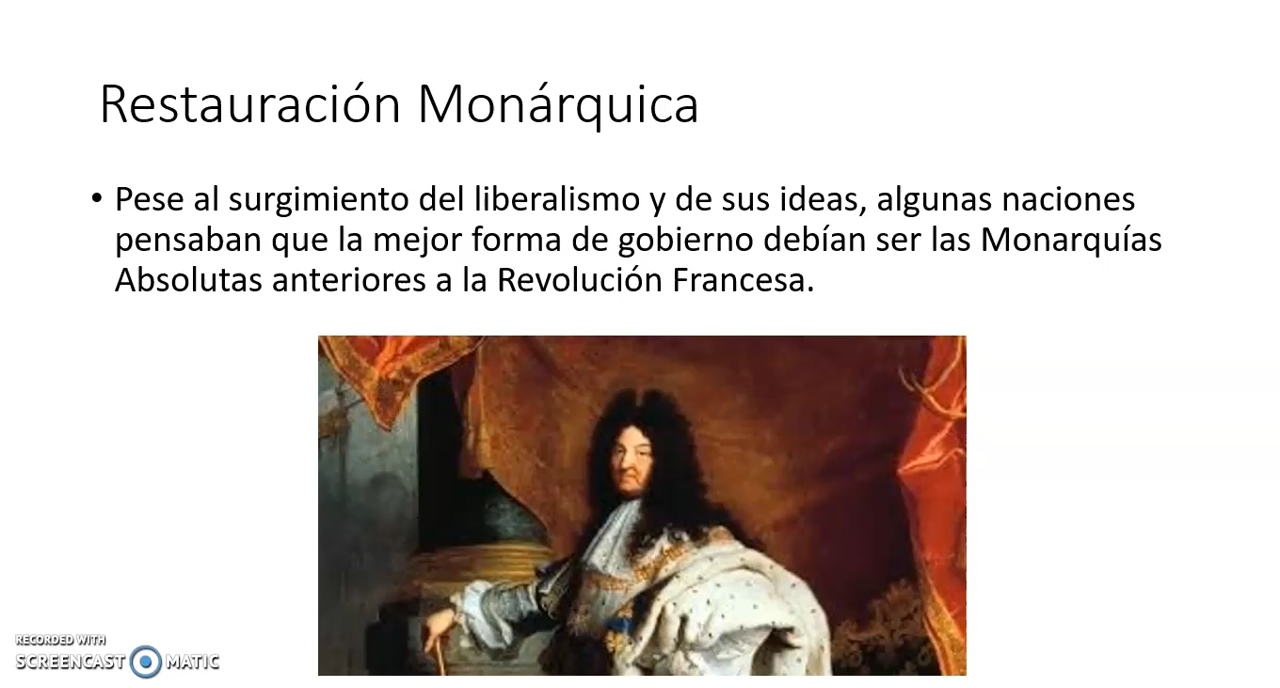 Restauración Monárquica
• Pese al surgimiento del liberalismo y de sus ideas, algunas naciones
pensaban que la mejor forma de gobierno debían ser las Monarquías
Absolutas anteriores a la Revolución Francesa.
RECORDED WITH
SCREENCAST MATIC